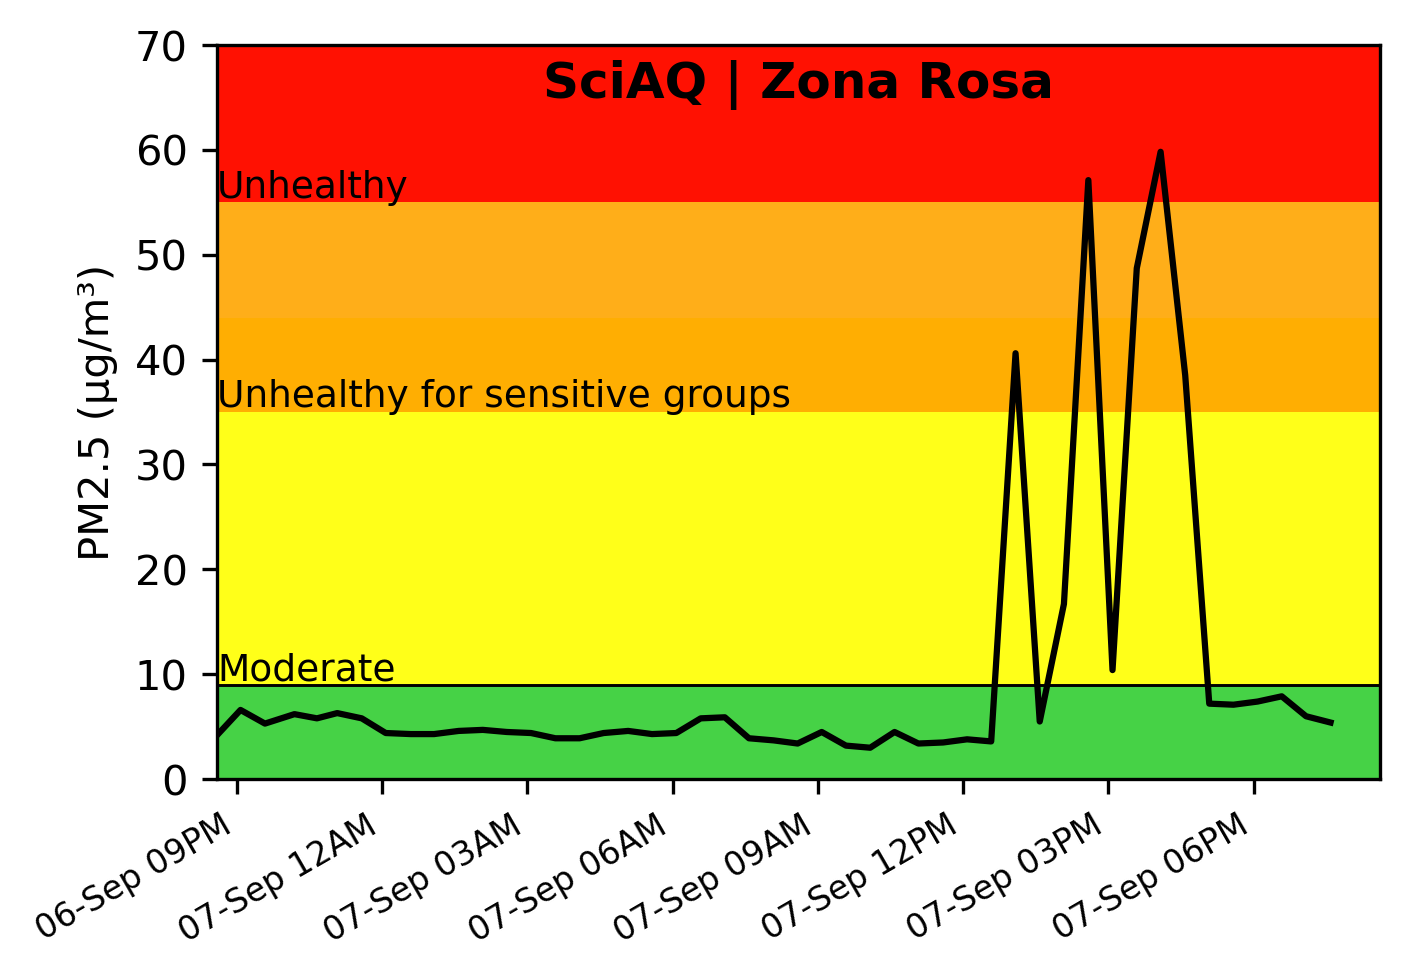 SciAQ | Zona Rosa
PM2.5 (µg/m³)
70
60
Unhealthy
50
40
Unhealthy for sensitive groups
30
20
10
Moderate
0
06-Sep 09PM
07-Sep 12AM
07-Sep 03AM
07-Sep 06AM
07-Sep 09AM
07-Sep 12PM
07-Sep 03PM
07-Sep 06PM